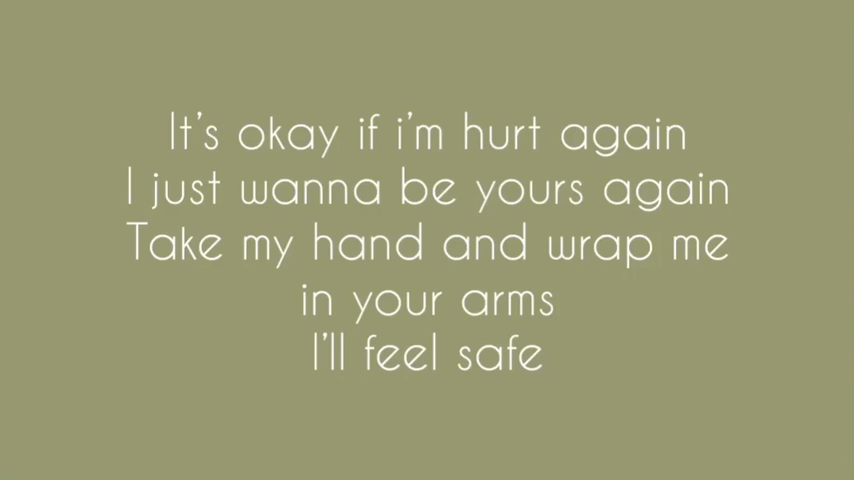 It's okay if i'm hurt again
I just wanna be yours again
Take my hand and wrap me
in your arms
I'll feel safe